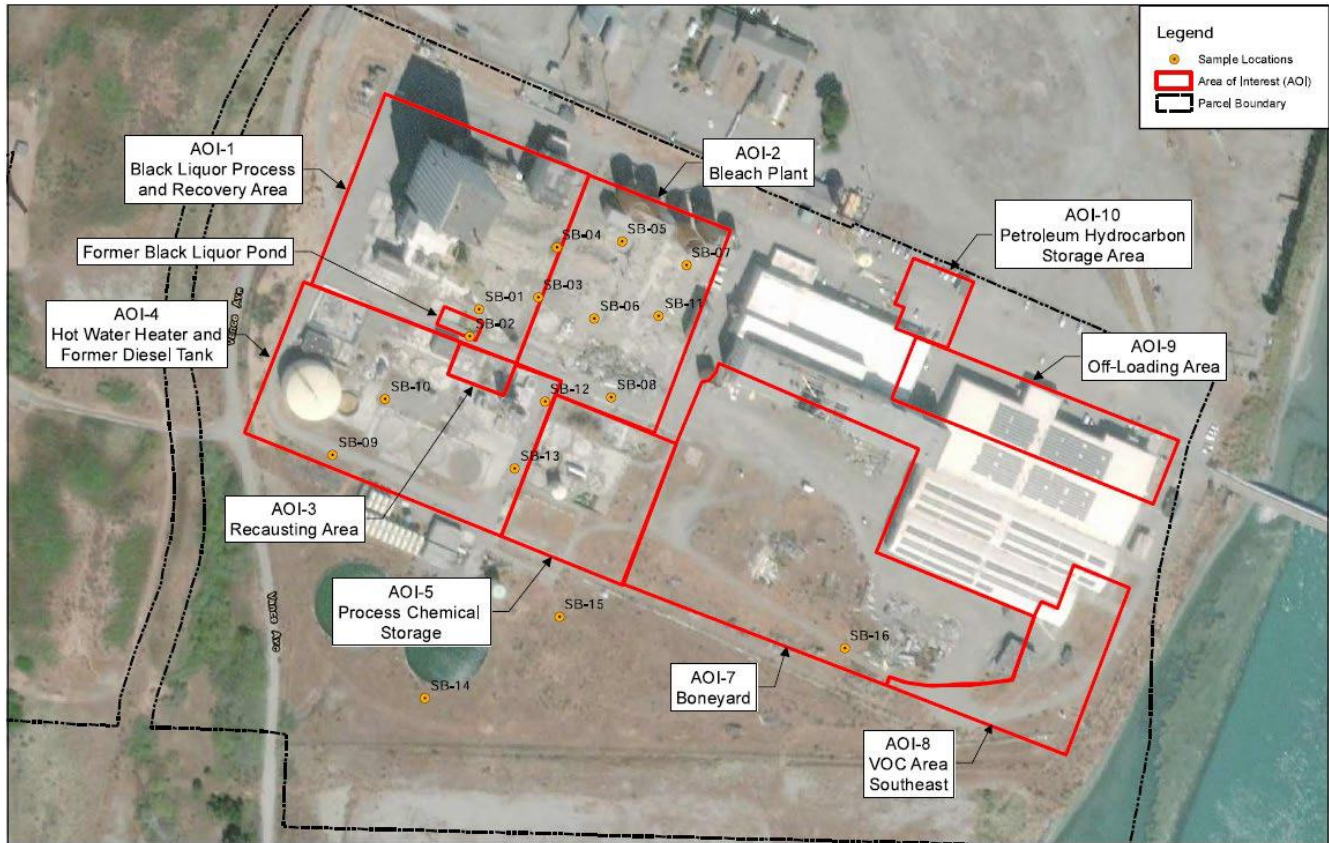 Legend
Sample Locations
Area of Interest (AOI)
Parcel Boundary
AOI-1
Black Liquor Process
and Recovery Area
AOI-2
Bleach Plant
AOI-10
Petroleum Hydrocarbon
Storage Area
Former Black Liquor Pond
AOI-4
Hot Water Heater and
Former Diesel Tank
AOI-9
Off-Loading Area
SB-04
SB-05
SB-07
SB-03
SB-01
SB-06
SB-11
SB-02
SB-10
SB-12
SB-08
SB-09
SB-13
Vance Ave
AOI-3
Recausting Area
AOI-5
Process Chemical
Storage
Vance Ave
SB-15
SB-16
SB-14
AOI-7
Boneyard
AOI-8
VOC Area
Southeast